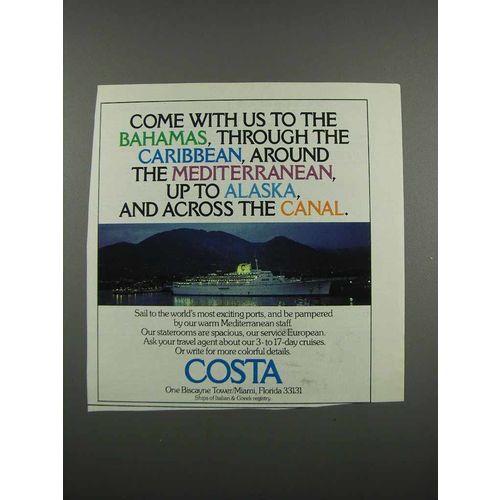 COME WITH US TO THE
BAHAMAS, THROUGH THE
CARIBBEAN, AROUND
THE MEDITERRANEAN,
UP TO ALASKA,
AND ACROSS THE CANAL.
Sail to the world's most exciting ports, and be pampered
by our warm Mediterranean staff.
Our staterooms are spacious, our service European.
Ask your travel agent about our 3- to 17-day cruises.
Or write for more colorful details.
COSTA
One Biscayne Tower/Miami, Florida 33131
Ships of Italian & Greek registry.